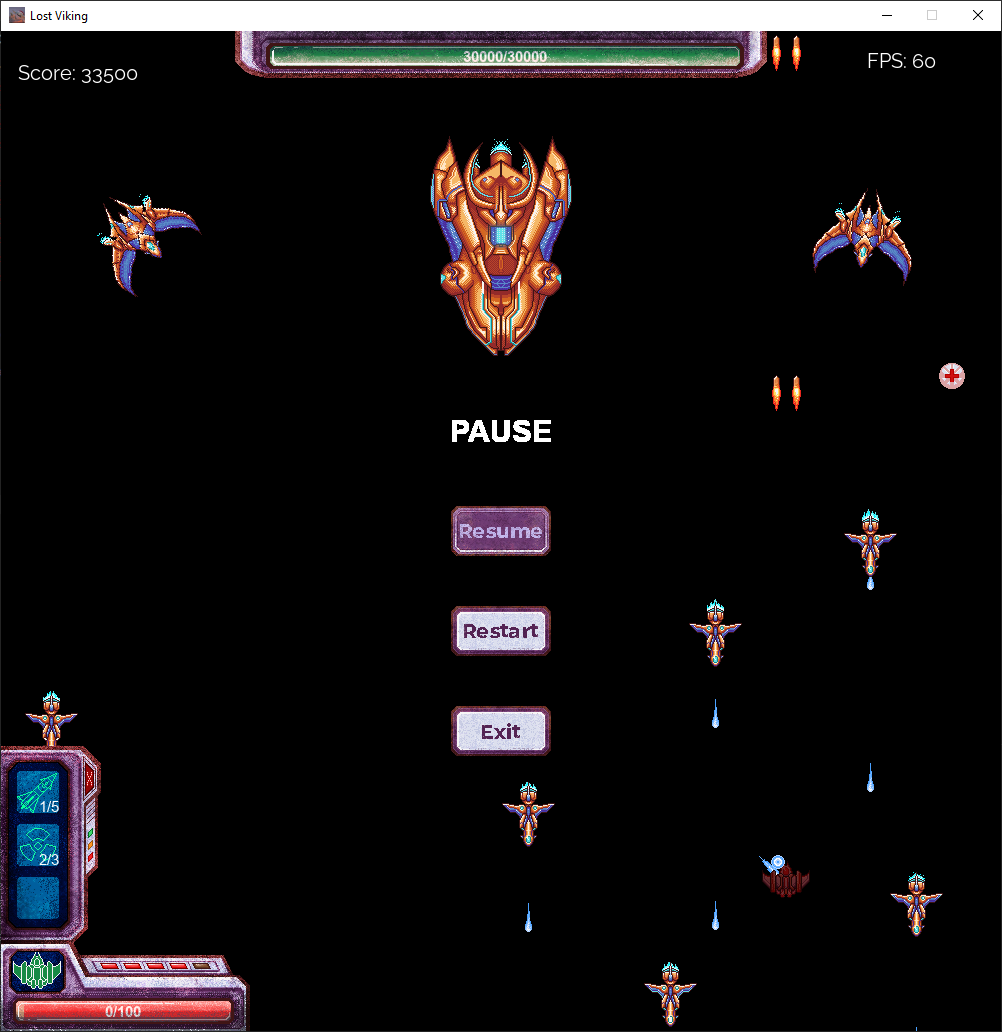 Lost Viking
30000/30000
Score: 33500
FPS: 60
PAUSE
Resume
Restart
Exit
1/5
2/3
0/100